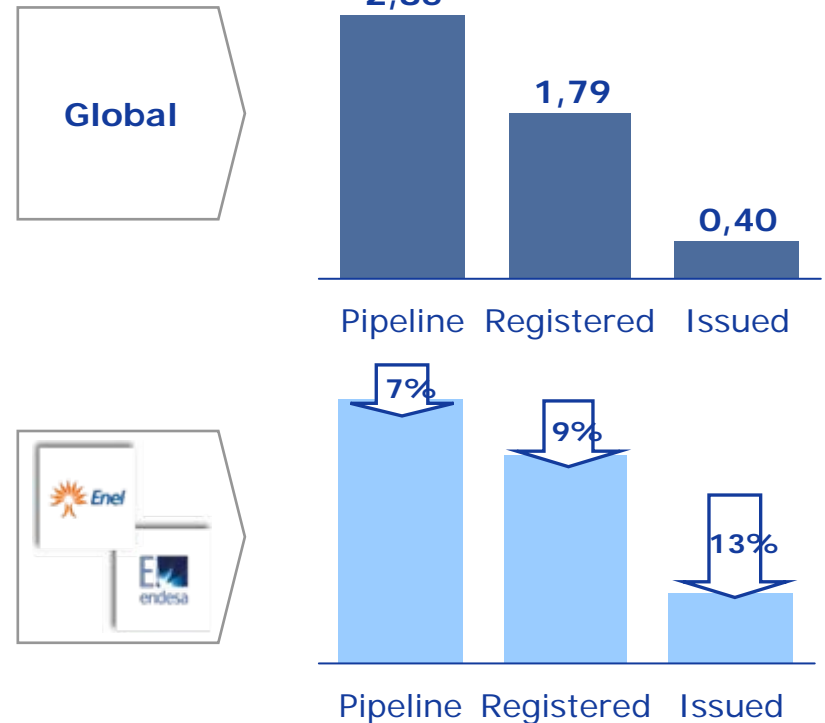 Global
1,79
0,40
Pipeline Registered Issued
7%
9%
Enel
13%
endesa
Pipeline Registered Issued